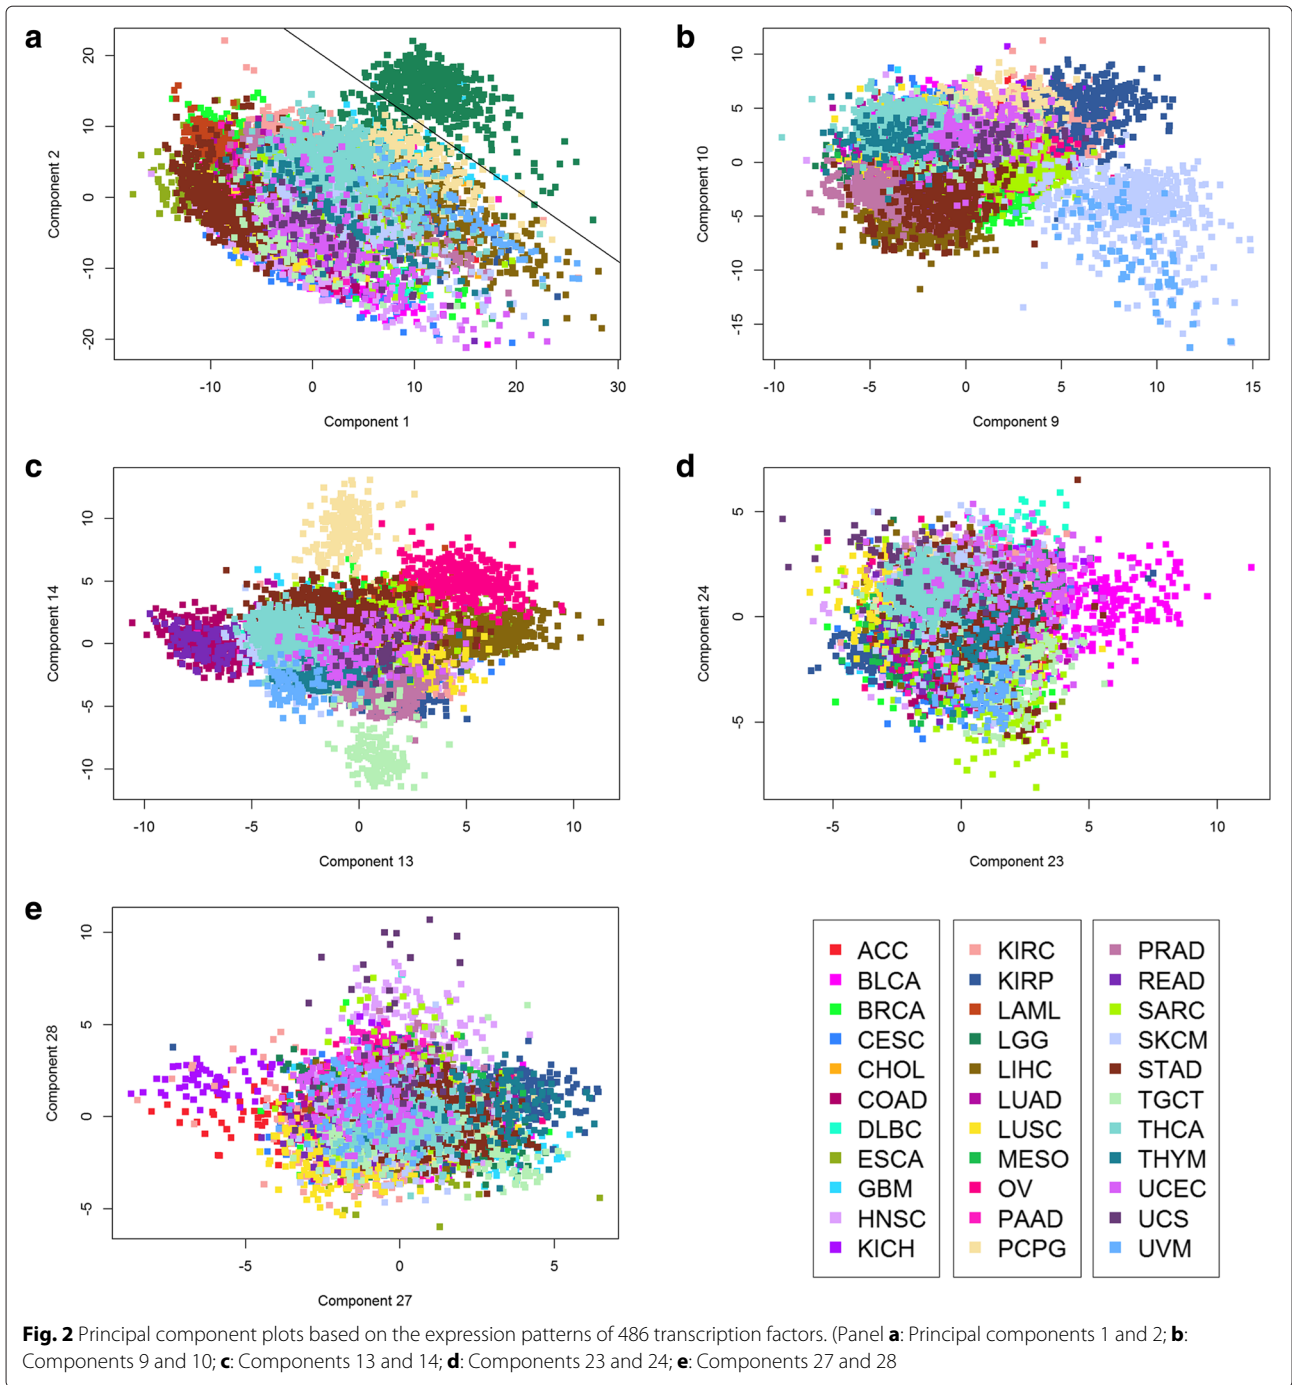 a
20
10
0
-10
-20
Component 2
-10 0 10 20 30
Component 1
b
10
5
0
-5
-10
-15
Component 10
-10 -5 0 5 10 15
Component 9
c
10
5
0
-5
-10
Component 14
-10 -5 0 5 10
Component 13
d
5
0
-5
Component 24
-5 0 5 10
Component 23
e
10
5
0
-5
Component 28
-5 0 5
Component 27
ACC
BLCA
BRCA
CESC
CHOL
COAD
DLBC
ESCA
GBM
HNSC
KICH
KIRC
KIRP
LAML
LGG
LIHC
LUAD
LUSC
MESO
OV
PAAD
PCPG
PRAD
READ
SARC
SKCM
STAD
TGCT
THCA
THYM
UCEC
UCS
UVM
Fig. 2 Principal component plots based on the expression patterns of 486 transcription factors. (Panel a: Principal components 1 and 2; b:
Components 9 and 10; c: Components 13 and 14; d: Components 23 and 24; e: Components 27 and 28